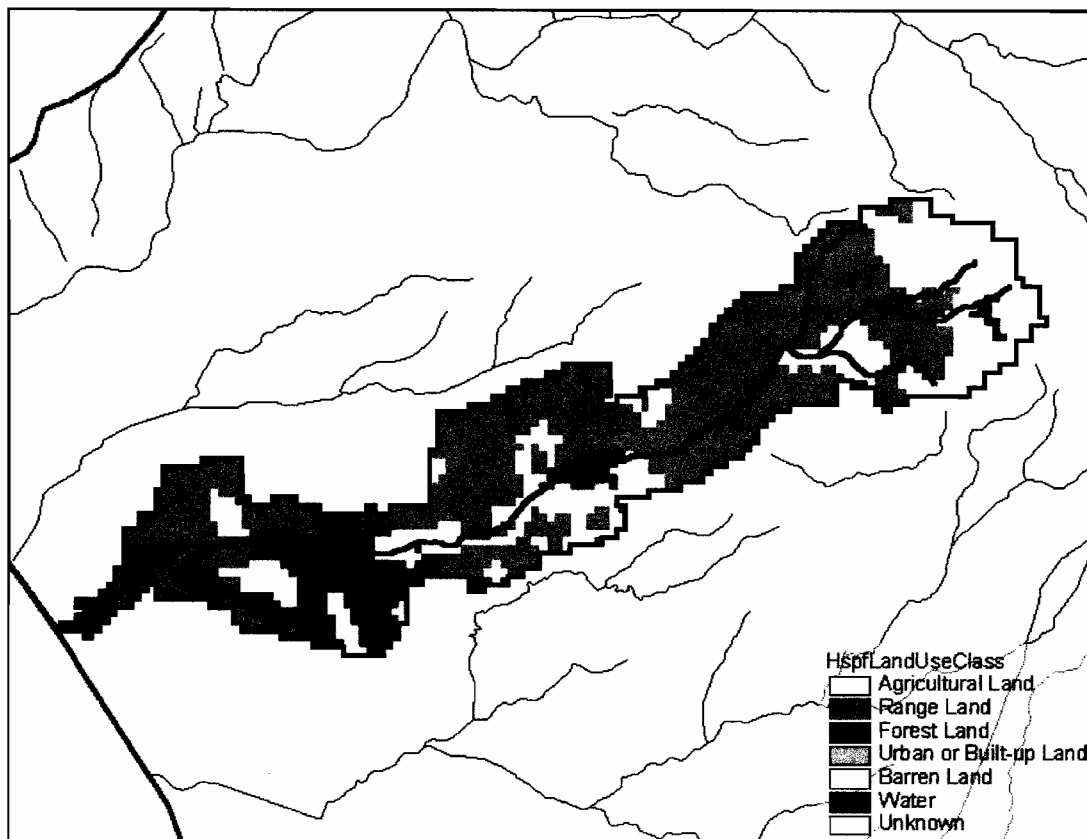 HspfLandUseClass
Agricultural Land
Range Land
Forest Land
Urban or Built-up Land
Barren Land
Water
Unknown